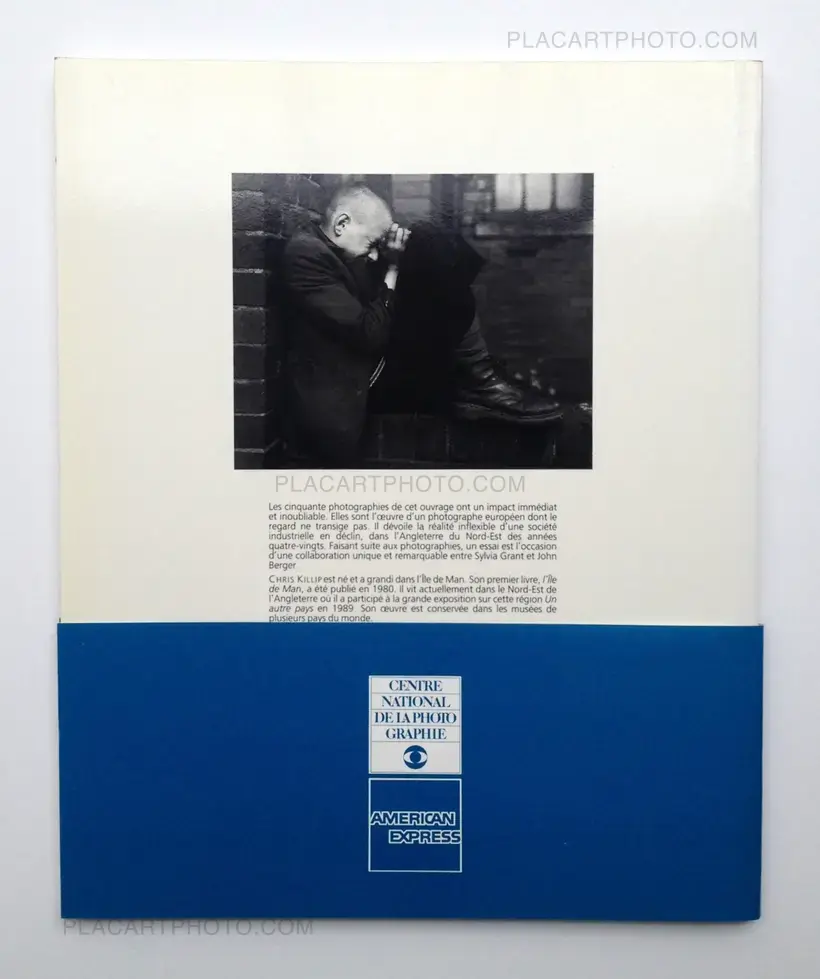 PLACARTPHOTO.COM
PLACARTPHOTO.COM
Les cinquante photographies de cet ouvrage ont un impact immédiat
et inoubliable. Elles sont l'œuvre d'un photographe européen dont le
regard ne transige pas. Il dévoile la réalité inflexible d'une société
industrielle en déclin, dans l'Angleterre du Nord-Est des années
quatre-vingts. Faisant suite aux photographies, un essai est l'occasion
d'une collaboration unique et remarquable entre Sylvia Grant et John
Berger
CHRIS KILLIP est né et a grandi dans l'Île de Man. Son premier livre, l'Île
de Man, a été publié en 1980. Il vit actuellement dans le Nord-Est de
l'Angleterre où il a participé à la grande exposition sur cette région Un
autre pays en 1989 Son œuvre est conservée dans les musées de
plusieurs pays du monde.
CENTRE
NATIONAL
DE LA PHOTO
GRAPHIE
AMERICAN
EXPRESS
PLACARTPHOTO.COM